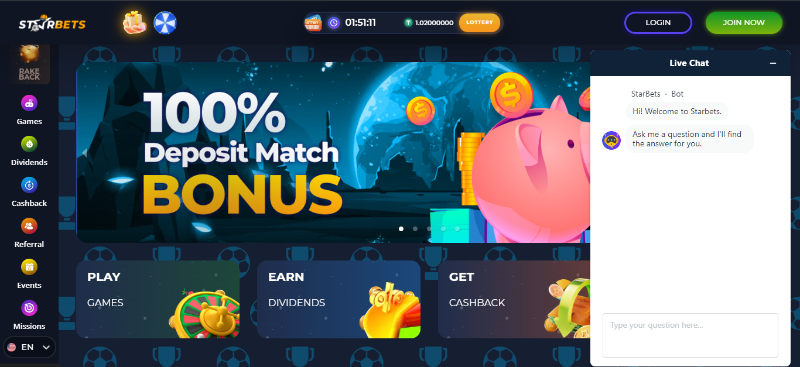 STARBETS
01:51:11
1.02000000
LOTTERY
LOGIN
JOIN NOW
RAKE
BACK
Games
Dividends
Cashback
Referral
Events
Missions
EN
100%
Deposit Match
BONUS
PLAY
GAMES
EARN
DIVIDENDS
GET
CASHBACK
Live Chat
StarBets - Bot
Hi! Welcome to Starbets.
Ask me a question and I'll find
the answer for you.
Type your question here...